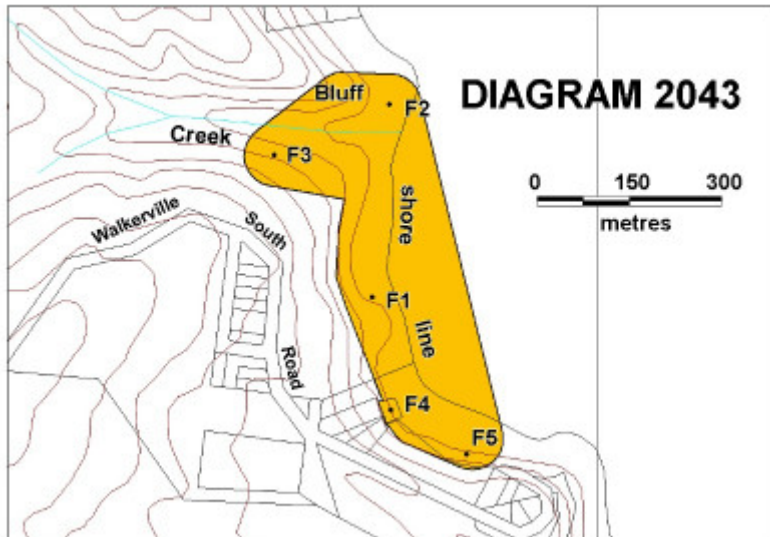 DIAGRAM 2043
0 150 300
metres
Bluff
Creek
F2
F3
shore
line
Walkerville
South
Road
F1
F4
F5